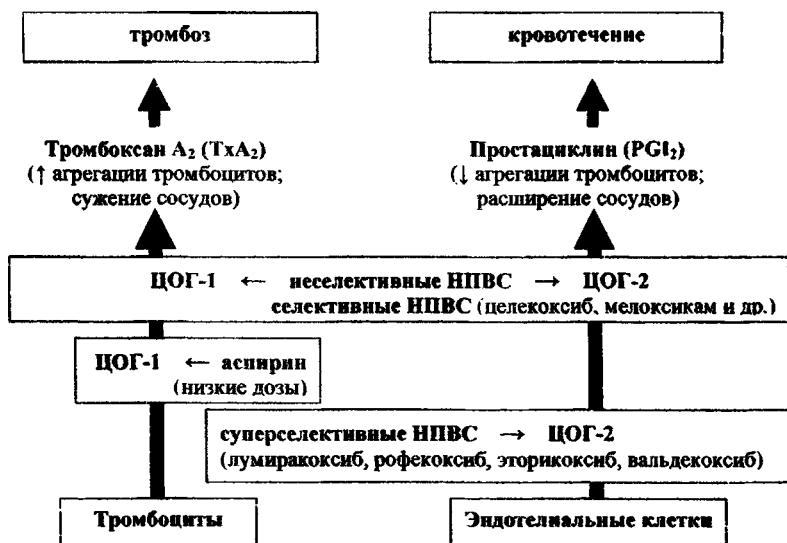 тромбоз
кровотечение
Тромбоксан А₂ (ТхА₂)
(↑ агрегации тромбоцитов;
сужение сосудов)
Простациклин (PGI₂)
(↓ агрегации тромбоцитов;
расширение сосудов)
ЦОГ-1 ← неселективные НПВС → ЦОГ-2
селективные НПВС (целекоксиб, мелоксикам и др.)
ЦОГ-1 ← аспирин
(низкие дозы)
суперселективные НПВС → ЦОГ-2
(лумиракоксиб, рофекоксиб, эторикоксиб, вальдекоксиб)
Тромбоциты
Эндотелиальные клетки